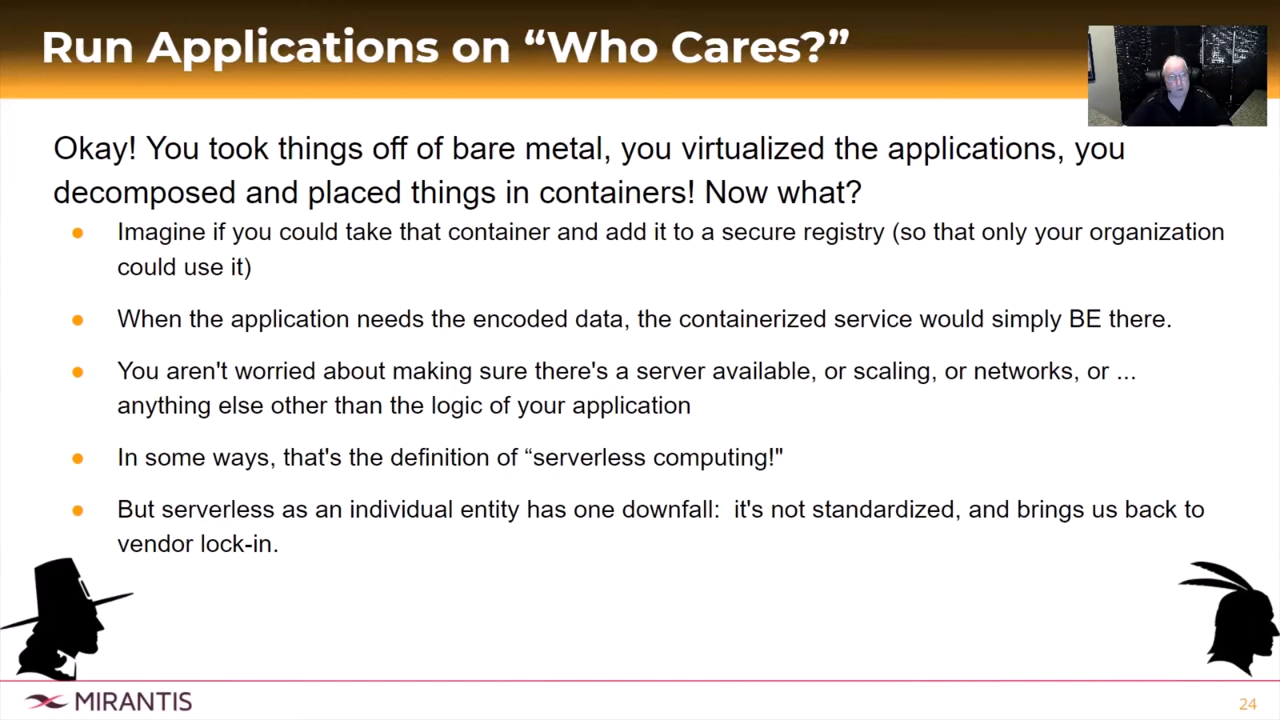 Run Applications on “Who Cares?”
Okay! You took things off of bare metal, you virtualized the applications, you
decomposed and placed things in containers! Now what?
● Imagine if you could take that container and add it to a secure registry (so that only your organization
could use it)
● When the application needs the encoded data, the containerized service would simply BE there.
● You aren't worried about making sure there's a server available, or scaling, or networks, or ...
anything else other than the logic of your application
● In some ways, that's the definition of “serverless computing!"
● But serverless as an individual entity has one downfall:  it's not standardized, and brings us back to
vendor lock-in.
MIRANTIS
24